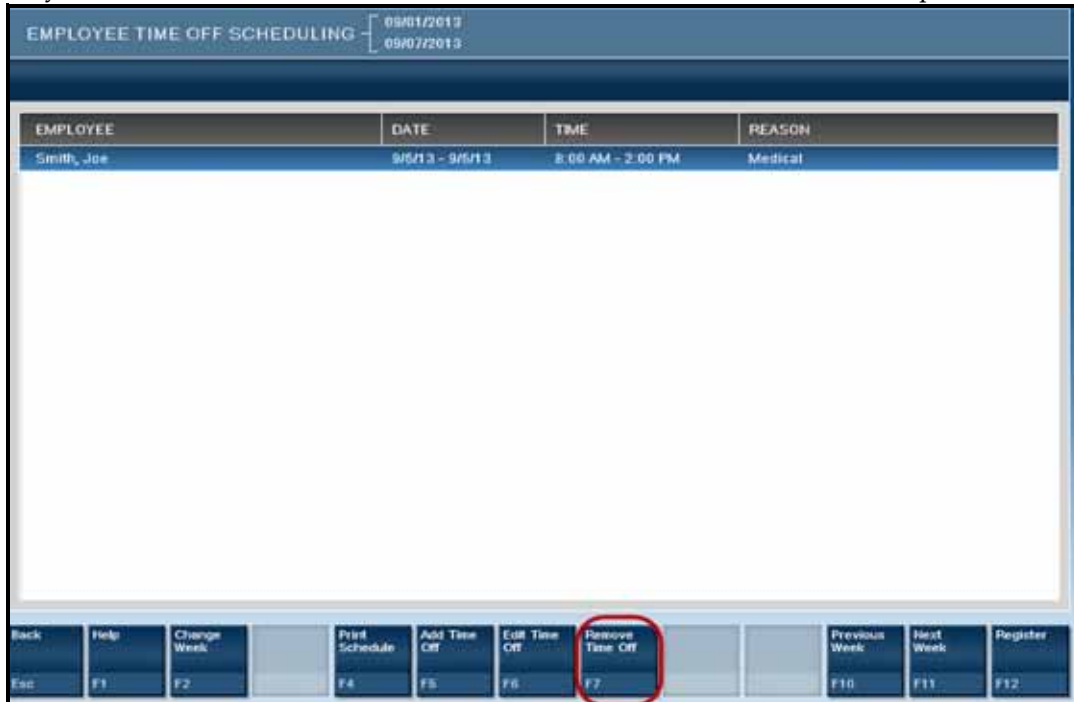 EMPLOYEE TIME OFF SCHEDULING
09/01/2013
09/07/2013
EMPLOYEE DATE TIME REASON
Smith, Joe 9/5/13 - 9/5/13 8:00 AM - 2:00 PM Medical
Back Help Change Week Print Schedule Add Time Off Edit Time Off Remove Time Off Previous Week Next Week Register
Esc F1 F2 F4 F5 F6 F7 F10 F11 F12